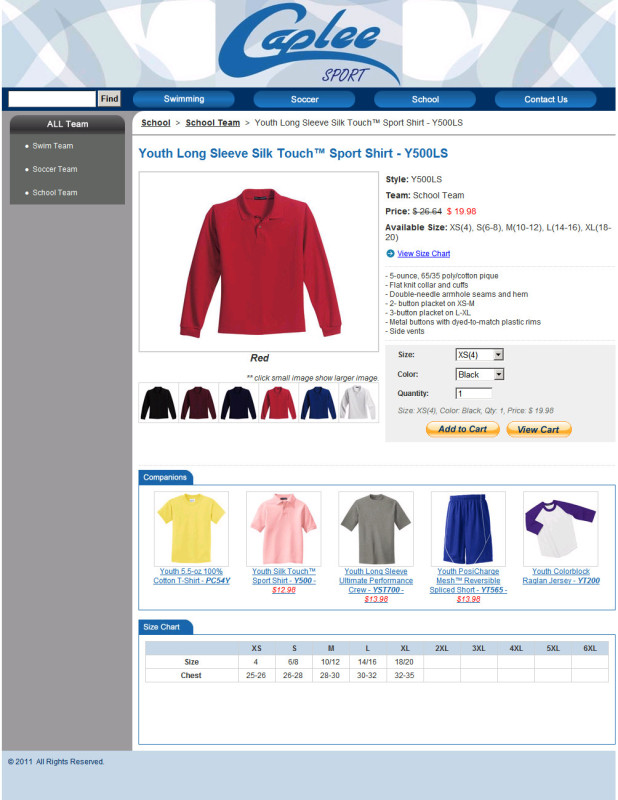 Caplee
SPORT
Find
Swimming
Soccer
School
Contact Us
ALL Team
Swim Team
Soccer Team
School Team
School > School Team > Youth Long Sleeve Silk Touch™ Sport Shirt - Y500LS
Youth Long Sleeve Silk Touch™ Sport Shirt - Y500LS
Style: Y500LS
Team: School Team
Price: $ 26.64 $ 19.98
Available Size: XS(4), S(6-8), M(10-12), L(14-16), XL(18-
20)
View Size Chart
- 5-ounce, 65/35 poly/cotton pique
- Flat knit collar and cuffs
- Double-needle armhole seams and hem
- 2- button placket on XS-M
- 3-button placket on L-XL
- Metal buttons with dyed-to-match plastic rims
- Side vents
Red
** click small image show larger image
Size: XS(4)
Color: Black
Quantity: 1
Size: XS(4), Color: Black, Qty: 1, Price: $ 19.98
Add to Cart
View Cart
Companions
Youth 5.5-oz 100%
Cotton T-Shirt - PC54Y
Youth Silk Touch™
Sport Shirt - Y500 -
$12.98
Youth Long Sleeve
Ultimate Performance
Crew - YST700 -
$13.98
Youth PosiCharge
Mesh™ Reversible
Spliced Short - YT565 -
$13.98
Youth Colorblock
Raglan Jersey - YT200
Size Chart
XS S M L XL 2XL 3XL 4XL 5XL 6XL
Size 4 6/8 10/12 14/16 18/20
Chest 25-26 26-28 28-30 30-32 32-35
© 2011 All Rights Reserved.